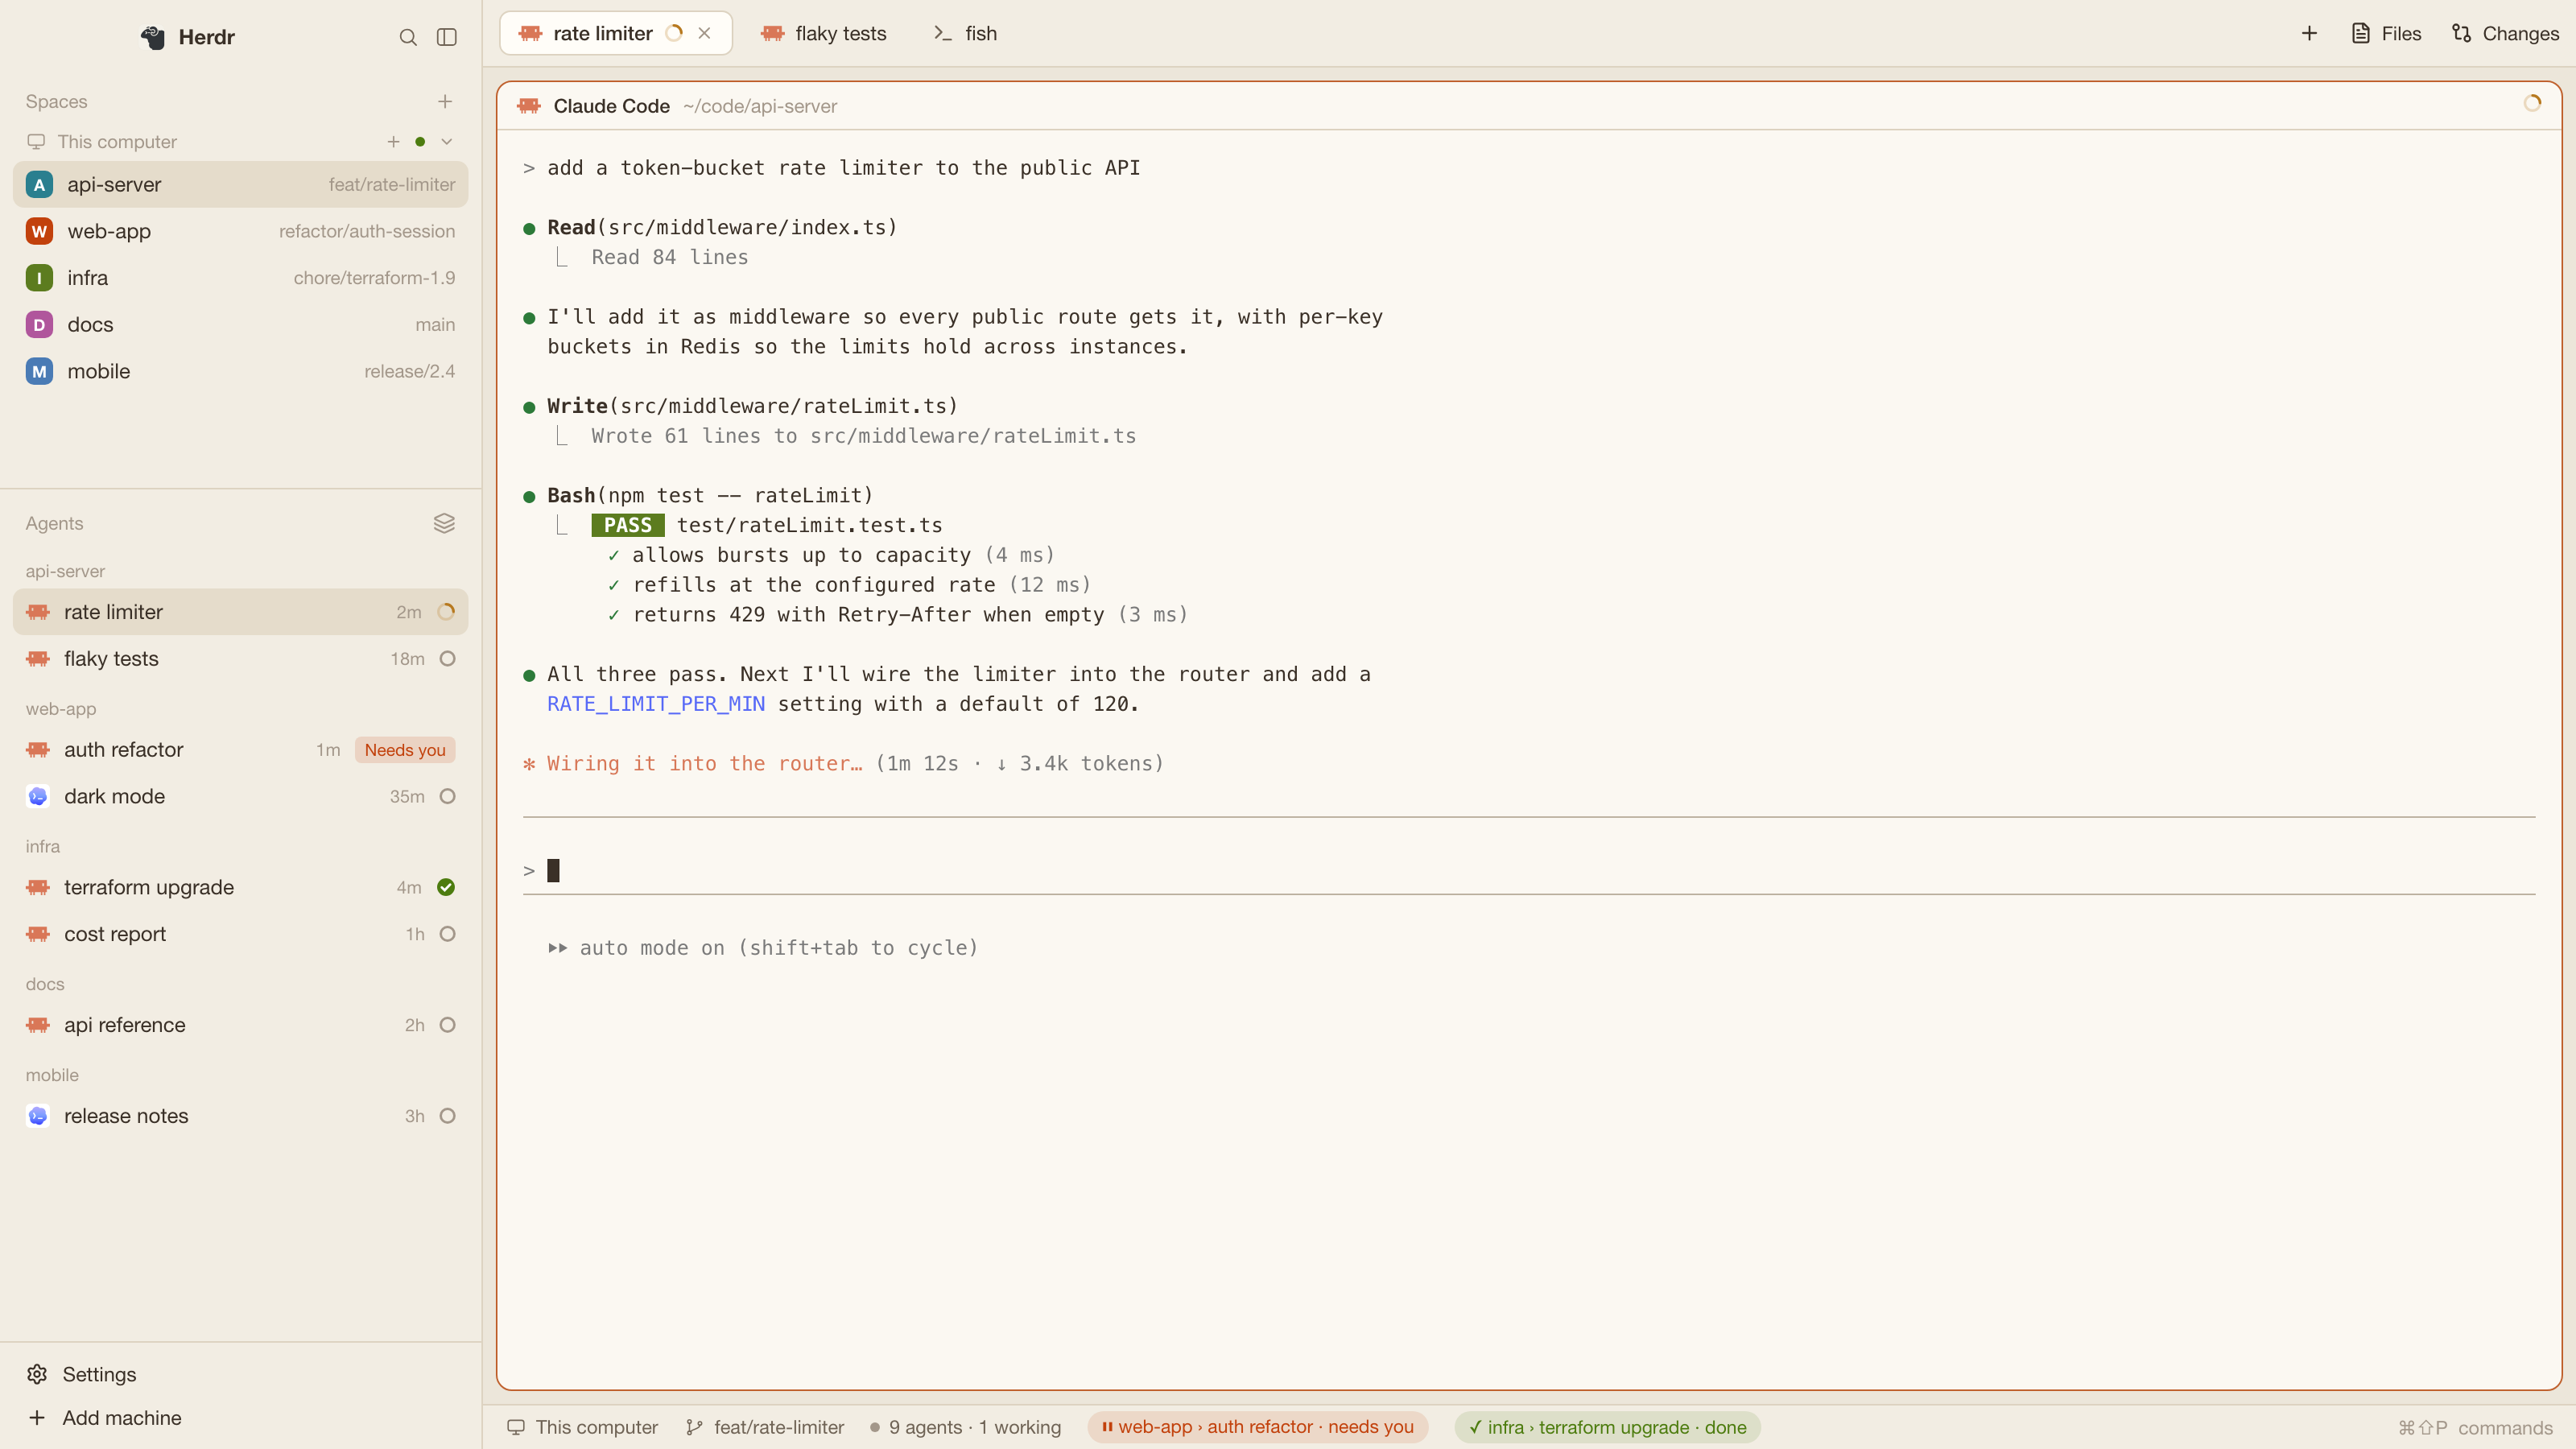 Herdr
Spaces
This computer
A api-server feat/rate-limiter
W web-app refactor/auth-session
I infra chore/terraform-1.9
D docs main
M mobile release/2.4
Agents
api-server
rate limiter 2m
flaky tests 18m
web-app
auth refactor 1m Needs you
dark mode 35m
infra
terraform upgrade 4m
cost report 1h
docs
api reference 2h
mobile
release notes 3h
Settings
Add machine
rate limiter
flaky tests
fish
Files
Changes
Claude Code ~/code/api-server
> add a token-bucket rate limiter to the public API
● Read(src/middleware/index.ts)
⎿ Read 84 lines
● I'll add it as middleware so every public route gets it, with per-key
buckets in Redis so the limits hold across instances.
● Write(src/middleware/rateLimit.ts)
⎿ Wrote 61 lines to src/middleware/rateLimit.ts
● Bash(npm test -- rateLimit)
⎿ PASS test/rateLimit.test.ts
✓ allows bursts up to capacity (4 ms)
✓ refills at the configured rate (12 ms)
✓ returns 429 with Retry-After when empty (3 ms)
● All three pass. Next I'll wire the limiter into the router and add a
RATE_LIMIT_PER_MIN setting with a default of 120.
✻ Wiring it into the router… (1m 12s · ↓ 3.4k tokens)
>
⏵⏵ auto mode on (shift+tab to cycle)
This computer
feat/rate-limiter
9 agents · 1 working
web-app › auth refactor · needs you
✓ infra › terraform upgrade · done
⌘⇧P commands